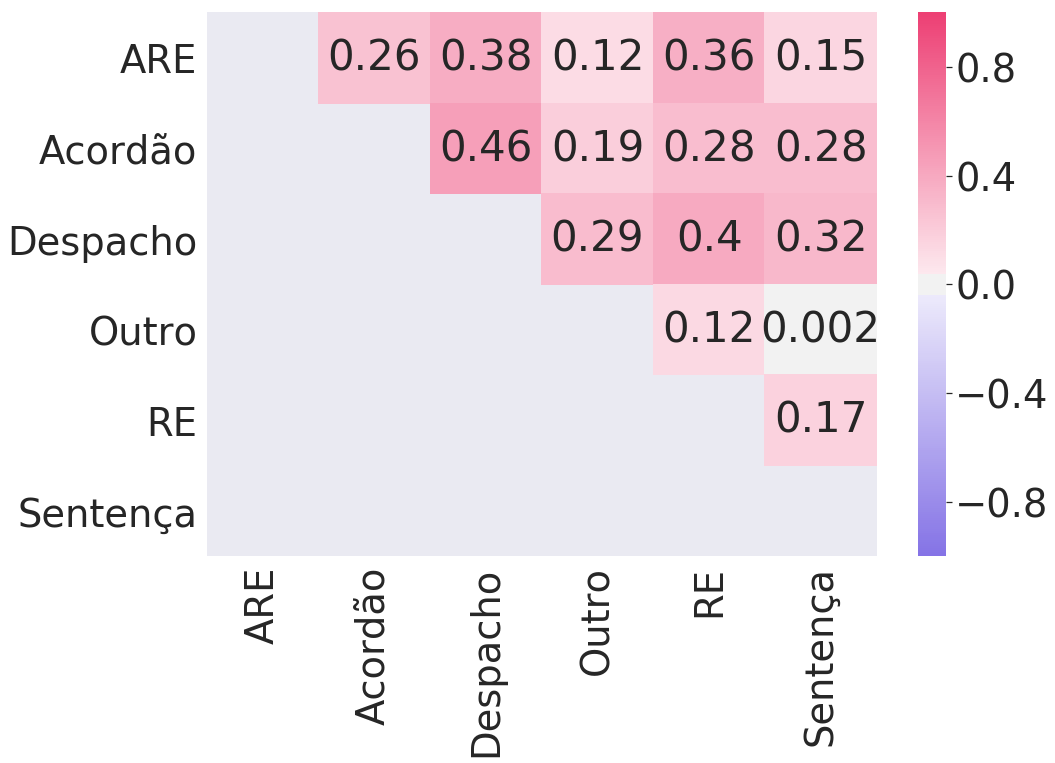 ARE 0.26 0.38 0.12 0.36 0.15
Acordão 0.46 0.19 0.28 0.28
Despacho 0.29 0.4 0.32
Outro 0.12 0.002
RE 0.17
Sentença
ARE
Acordão
Despacho
Outro
RE
Sentença
0.8
0.4
0.0
−0.4
−0.8